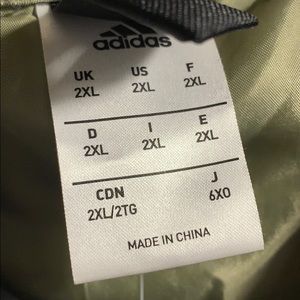 adidas
UK US F
2XL 2XL 2XL
D I E
2XL 2XL 2XL
CDN J
2XL/2TG 6XO
MADE IN CHINA